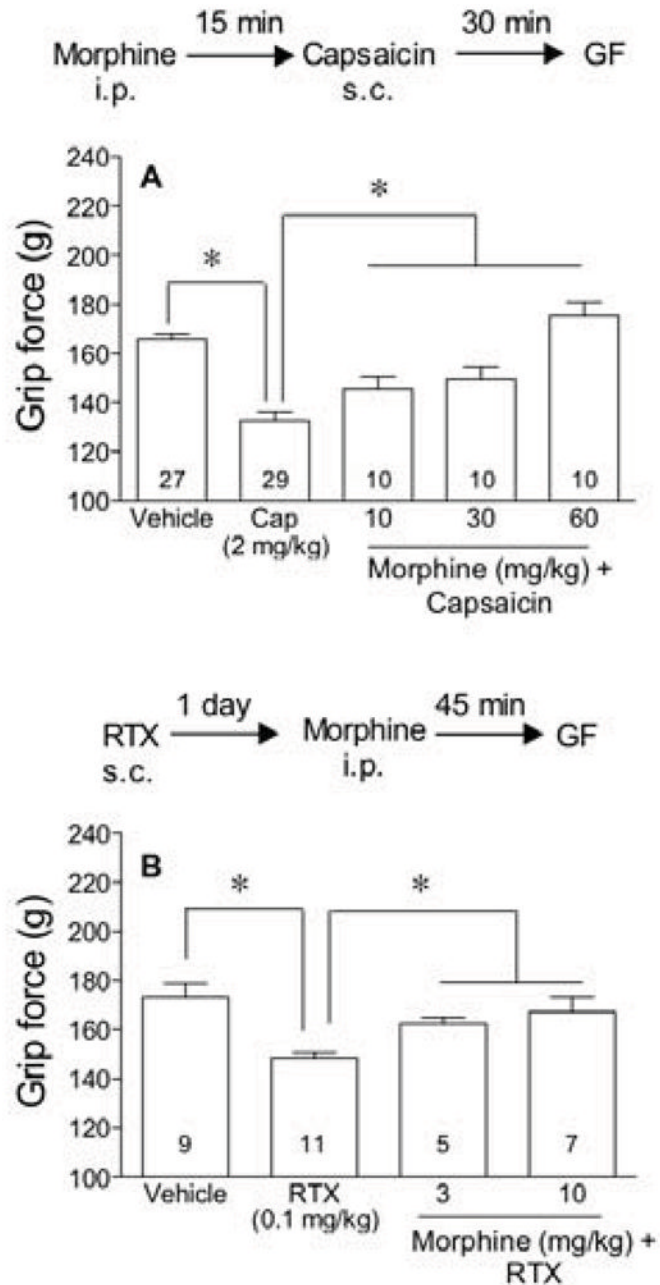 15 min 30 min
Morphine Capsaicin GF
i.p. s.c.
A
*
*
Grip force (g)
240
220
200
180
160
140
120
100
27 29 10 10 10
Vehicle Cap 10 30 60
(2 mg/kg)
Morphine (mg/kg) +
Capsaicin
1 day 45 min
RTX Morphine GF
s.c. i.p.
B
* *
Grip force (g)
240
220
200
180
160
140
120
100
9 11 5 7
Vehicle RTX 3 10
(0.1 mg/kg)
Morphine (mg/kg) +
RTX